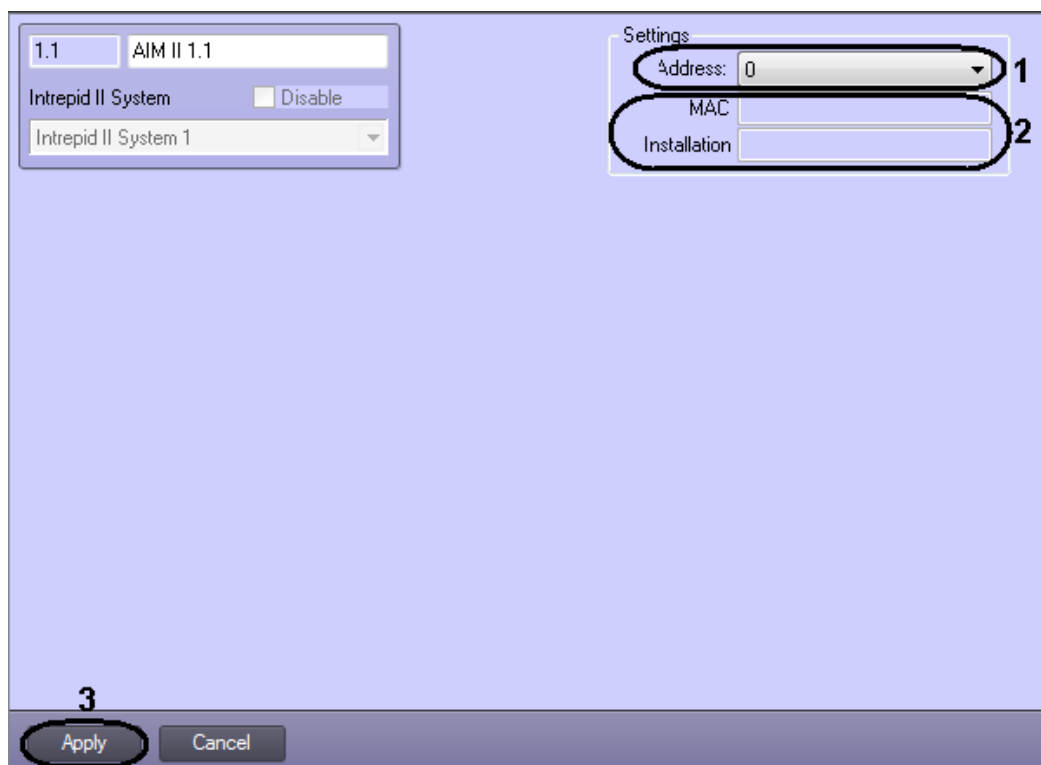 1.1 AIM II 1.1
Intrepid II System Disable
Intrepid II System 1
Settings
Address: 0 1
MAC
Installation 2
3
Apply Cancel